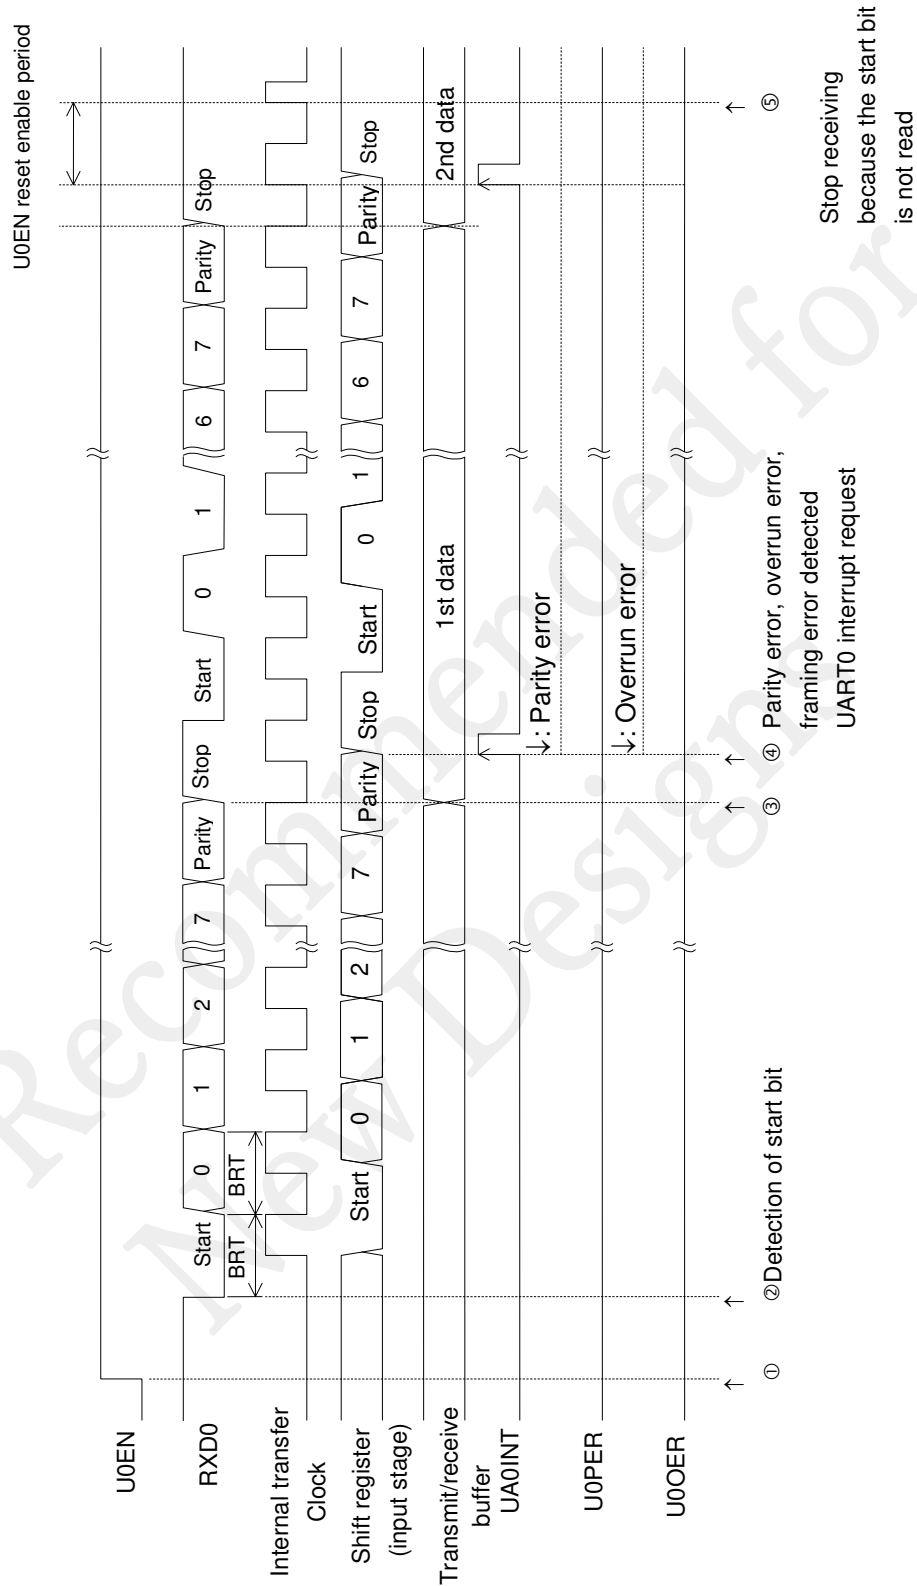 U0EN reset enable period
U0EN
RXD0
Start
0
1
2
7
Parity
Stop
Start
0
1
6
7
Parity
Stop
BRT
BRT
Internal transfer
Clock
Shift register
(input stage)
Start
0
1
2
7
Parity
Stop
Start
0
1
6
7
Parity
Stop
Transmit/receive
buffer
1st data
2nd data
UA0INT
↓: Parity error
U0PER
↓: Overrun error
U0OER
①
②Detection of start bit
③
④ Parity error, overrun error,
framing error detected
UART0 interrupt request
⑤
Stop receiving
because the start bit
is not read
Recommended for
New Designs